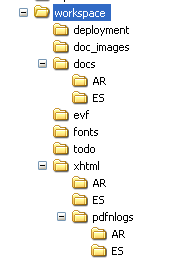 workspace
deployment
doc_images
docs
AR
ES
evf
fonts
todo
xhtml
AR
ES
pdfnlogs
AR
ES